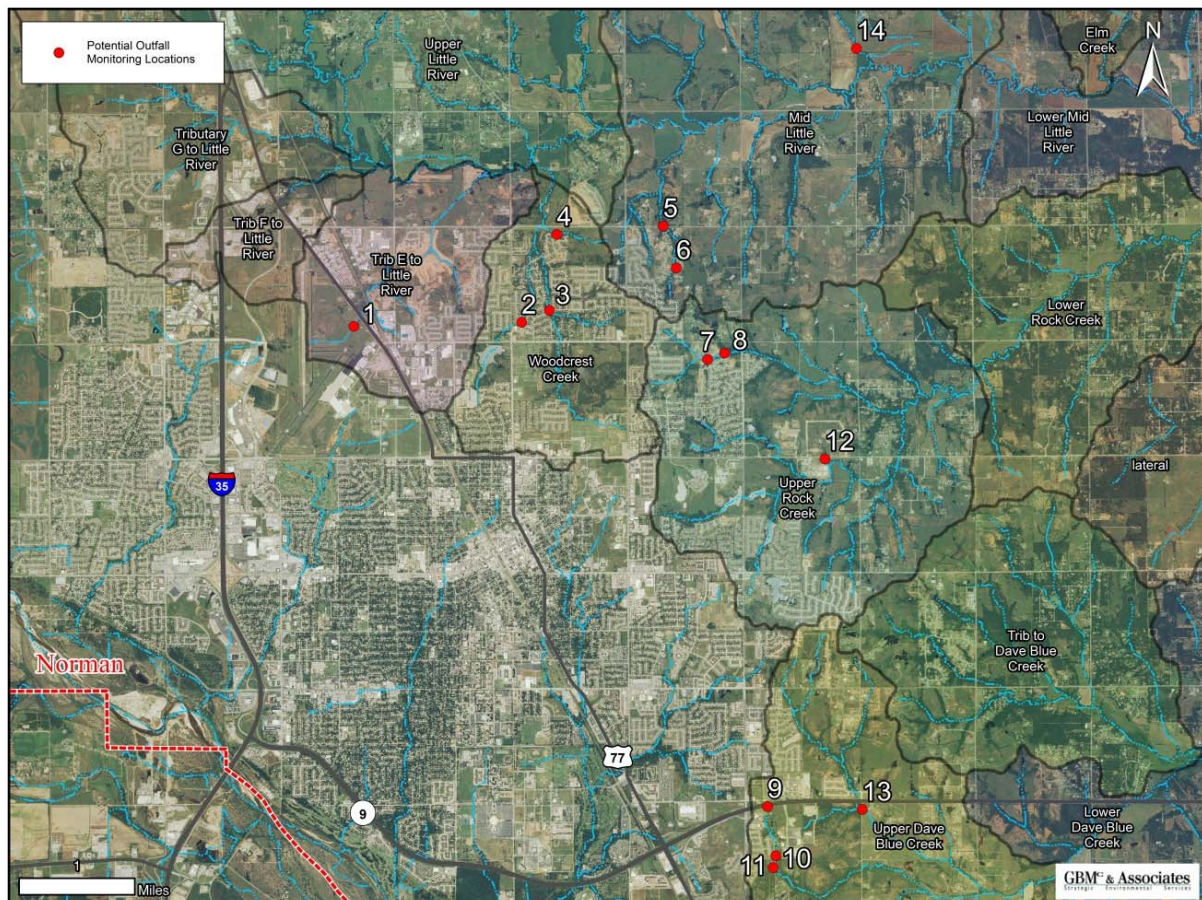 Potential Outfall
Monitoring Locations
Upper
Little
River
14
Elm
Creek
N
Tributary
G to Little
River
Mid
Little
River
Lower Mid
Little
River
Trib F to
Little
River
Trib E to
Little
River
4
5
6
1
2
3
Woodcrest
Creek
7
8
Lower
Rock Creek
12
Upper
Rock
Creek
lateral
35
Norman
Trib to
Dave Blue
Creek
77
9
9
13
Upper Dave
Blue Creek
10
11
Lower
Dave Blue
Creek
1
Miles
GBMc & Associates
Strategic Environmental Services